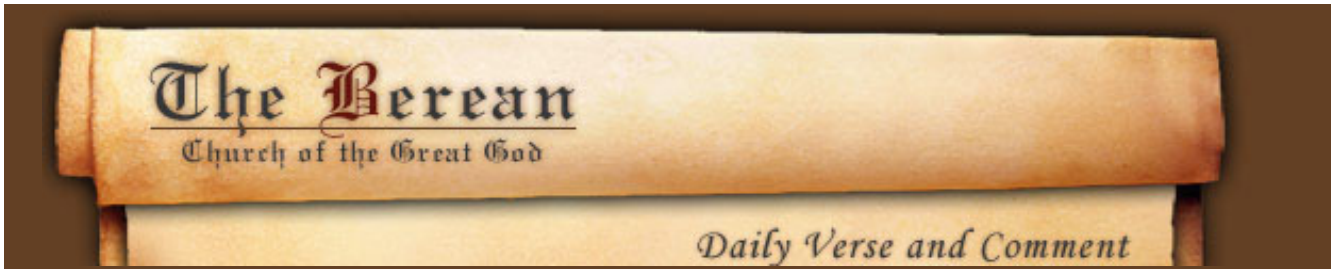 The Berean
Church of the Great God
Daily Verse and Comment